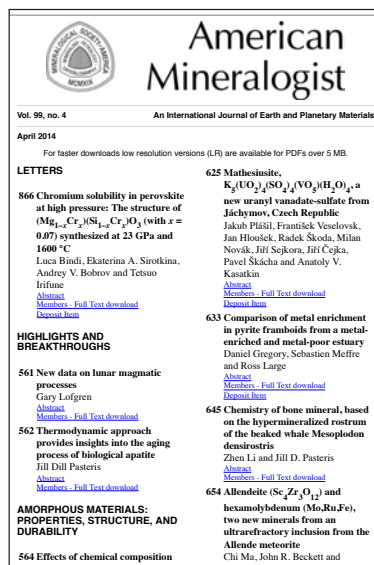 American
Mineralogist
MINERALOGICAL SOCIETY OF AMERICA
MCMXIX
Vol. 99, no. 4
An International Journal of Earth and Planetary Materials
April 2014
For faster downloads low resolution versions (LR) are available for PDFs over 5 MB.
LETTERS
866 Chromium solubility in perovskite
at high pressure: The structure of
(Mg₁₋ₓCrₓ)(Si₁₋ₓCrₓ)O₃ (with x =
0.07) synthesized at 23 GPa and
1600 °C
Luca Bindi, Ekaterina A. Sirotkina,
Andrey V. Bobrov and Tetsuo
Irifune
Abstract
Members - Full Text download
Deposit Item
HIGHLIGHTS AND
BREAKTHROUGHS
561 New data on lunar magmatic
processes
Gary Lofgren
Abstract
Members - Full Text download
562 Thermodynamic approach
provides insights into the aging
process of biological apatite
Jill Dill Pasteris
Abstract
Members - Full Text download
AMORPHOUS MATERIALS:
PROPERTIES, STRUCTURE, AND
DURABILITY
564 Effects of chemical composition
625 Mathesiusite,
K₅(UO₂)₄(SO₄)₄(VO₅)(H₂O)₄, a
new uranyl vanadate-sulfate from
Jáchymov, Czech Republic
Jakub Plášil, František Veselovsk,
Jan Hloušek, Radek Škoda, Milan
Novák, Jiří Sejkora, Jiří Čejka,
Pavel Škácha and Anatoly V.
Kasatkin
Abstract
Members - Full Text download
Deposit Item
633 Comparison of metal enrichment
in pyrite framboids from a metal-
enriched and metal-poor estuary
Daniel Gregory, Sebastien Meffre
and Ross Large
Abstract
Members - Full Text download
Deposit Item
645 Chemistry of bone mineral, based
on the hypermineralized rostrum
of the beaked whale Mesoplodon
densirostris
Zhen Li and Jill D. Pasteris
Abstract
Members - Full Text download
654 Allendeite (Sc₄Zr₃O₁₂) and
hexamolybdenum (Mo,Ru,Fe),
two new minerals from an
ultrarefractory inclusion from the
Allende meteorite
Chi Ma, John R. Beckett and